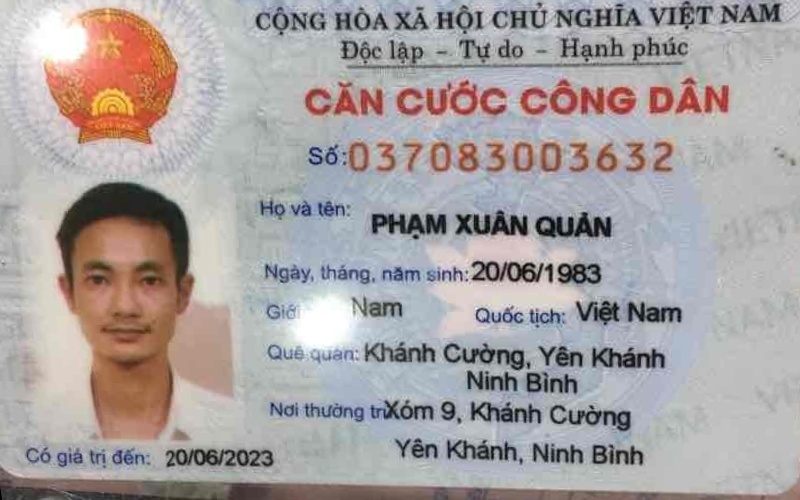 CỘNG HÒA XÃ HỘI CHỦ NGHĨA VIỆT NAM
Độc lập - Tự do - Hạnh phúc
CĂN CƯỚC CÔNG DÂN
Số: 037083003632
Họ và tên: PHẠM XUÂN QUẢN
Ngày, tháng, năm sinh: 20/06/1983
Giới Nam Quốc tịch: Việt Nam
Quê quán: Khánh Cường, Yên Khánh
Ninh Bình
Nơi thường trú: Xóm 9, Khánh Cường
Yên Khánh, Ninh Bình
Có giá trị đến: 20/06/2023